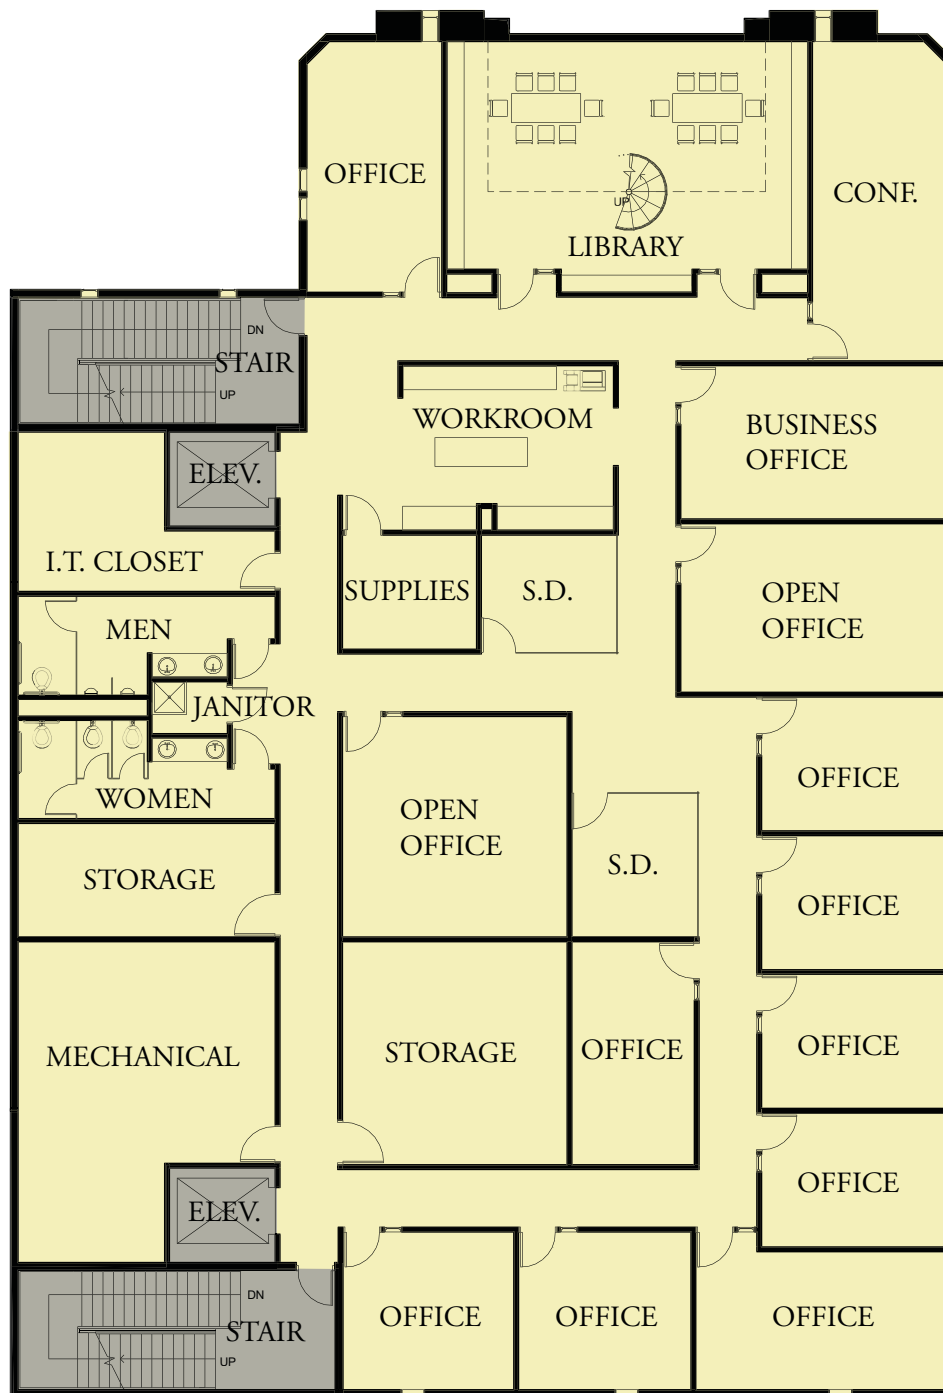 OFFICE
CONF.
UP
LIBRARY
DN
STAIR
UP
WORKROOM
BUSINESS
OFFICE
ELEV.
I.T. CLOSET
SUPPLIES
S.D.
OPEN
OFFICE
MEN
JANITOR
OFFICE
WOMEN
OPEN
OFFICE
S.D.
STORAGE
OFFICE
MECHANICAL
STORAGE
OFFICE
OFFICE
OFFICE
ELEV.
DN
STAIR
UP
OFFICE
OFFICE
OFFICE